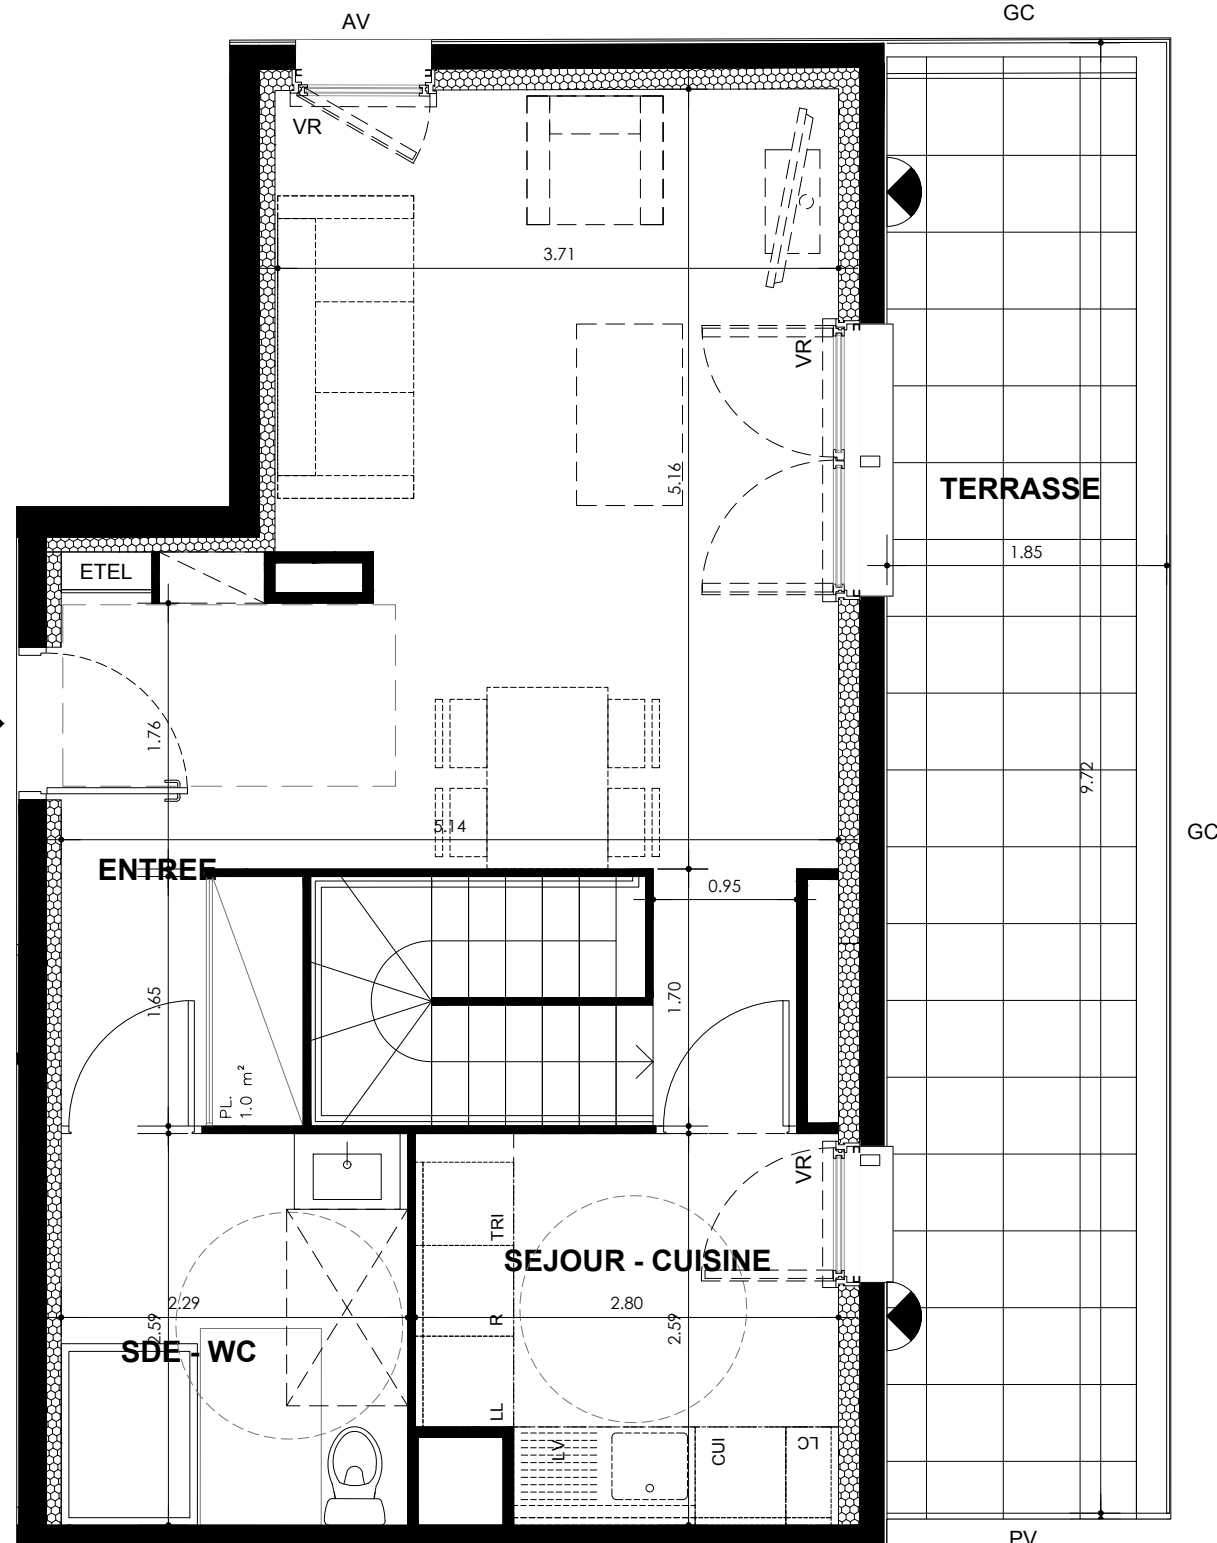 AV
GC
VR
3.71
VR
5.16
TERRASSE
1.85
ETEL
1.76
9.72
5.14
GC
ENTREE
0.95
1.65
1.70
PL.
1.0 m²
VR
TRI
SEJOUR - CUISINE
2.29
2.80
R
2.59
2.59
SDE - WC
LL
LV
CUI
LC
PV